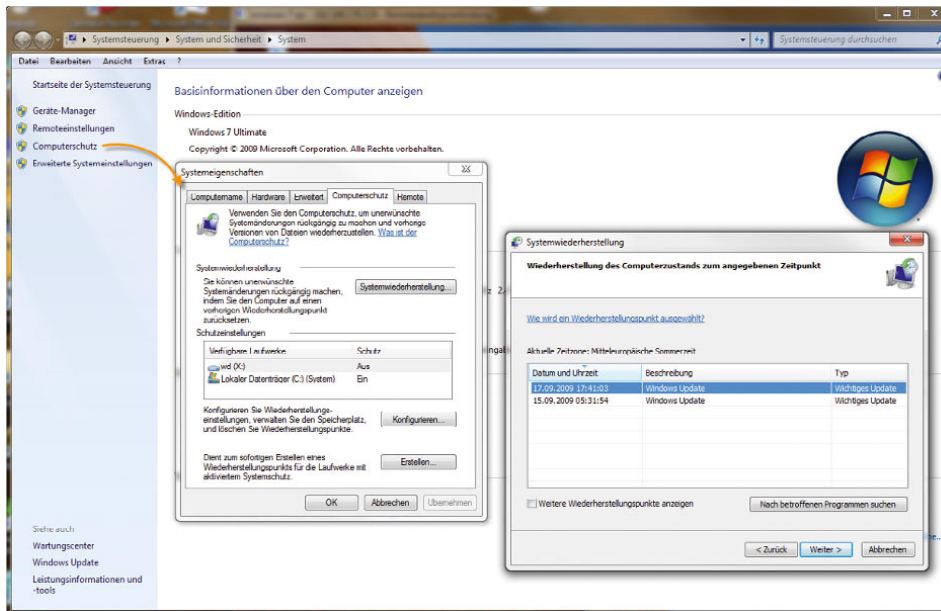 Systemsteuerung ▸ System und Sicherheit ▸ System
Systemsteuerung durchsuchen
Datei Bearbeiten Ansicht Extras ?
Startseite der Systemsteuerung
Geräte-Manager
Remoteeinstellungen
Computerschutz
Erweiterte Systemeinstellungen
Siehe auch
Wartungscenter
Windows Update
Leistungsinformationen und
-tools
Basisinformationen über den Computer anzeigen
Windows-Edition
Windows 7 Ultimate
Copyright © 2009 Microsoft Corporation. Alle Rechte vorbehalten.
Systemeigenschaften
Computername Hardware Erweitert Computerschutz Remote
Verwenden Sie den Computerschutz, um unerwünschte
Systemänderungen rückgängig zu machen und vorherige
Versionen von Dateien wiederherzustellen. Was ist der
Computerschutz?
Systemwiederherstellung
Sie können unerwünschte
Systemänderungen rückgängig machen,
indem Sie den Computer auf einen
vorherigen Wiederherstellungspunkt
zurücksetzen.
Systemwiederherstellung...
Schutzeinstellungen
Verfügbare Laufwerke Schutz
wd (X:) Aus
Lokaler Datenträger (C:) (System) Ein
Konfigurieren Sie Wiederherstellungs-
einstellungen, verwalten Sie den Speicherplatz,
und löschen Sie Wiederherstellungspunkte.
Konfigurieren...
Dient zum sofortigen Erstellen eines
Wiederherstellungspunkts für die Laufwerke mit
aktiviertem Systemschutz.
Erstellen...
OK Abbrechen Übernehmen
Systemwiederherstellung
Wiederherstellung des Computerzustands zum angegebenen Zeitpunkt
Wie wird ein Wiederherstellungspunkt ausgewählt?
Aktuelle Zeitzone: Mitteleuropäische Sommerzeit
Datum und Uhrzeit Beschreibung Typ
17.09.2009 17:41:03 Windows Update Wichtiges Update
15.09.2009 05:31:54 Windows Update Wichtiges Update
Weitere Wiederherstellungspunkte anzeigen
Nach betroffenen Programmen suchen
< Zurück Weiter > Abbrechen